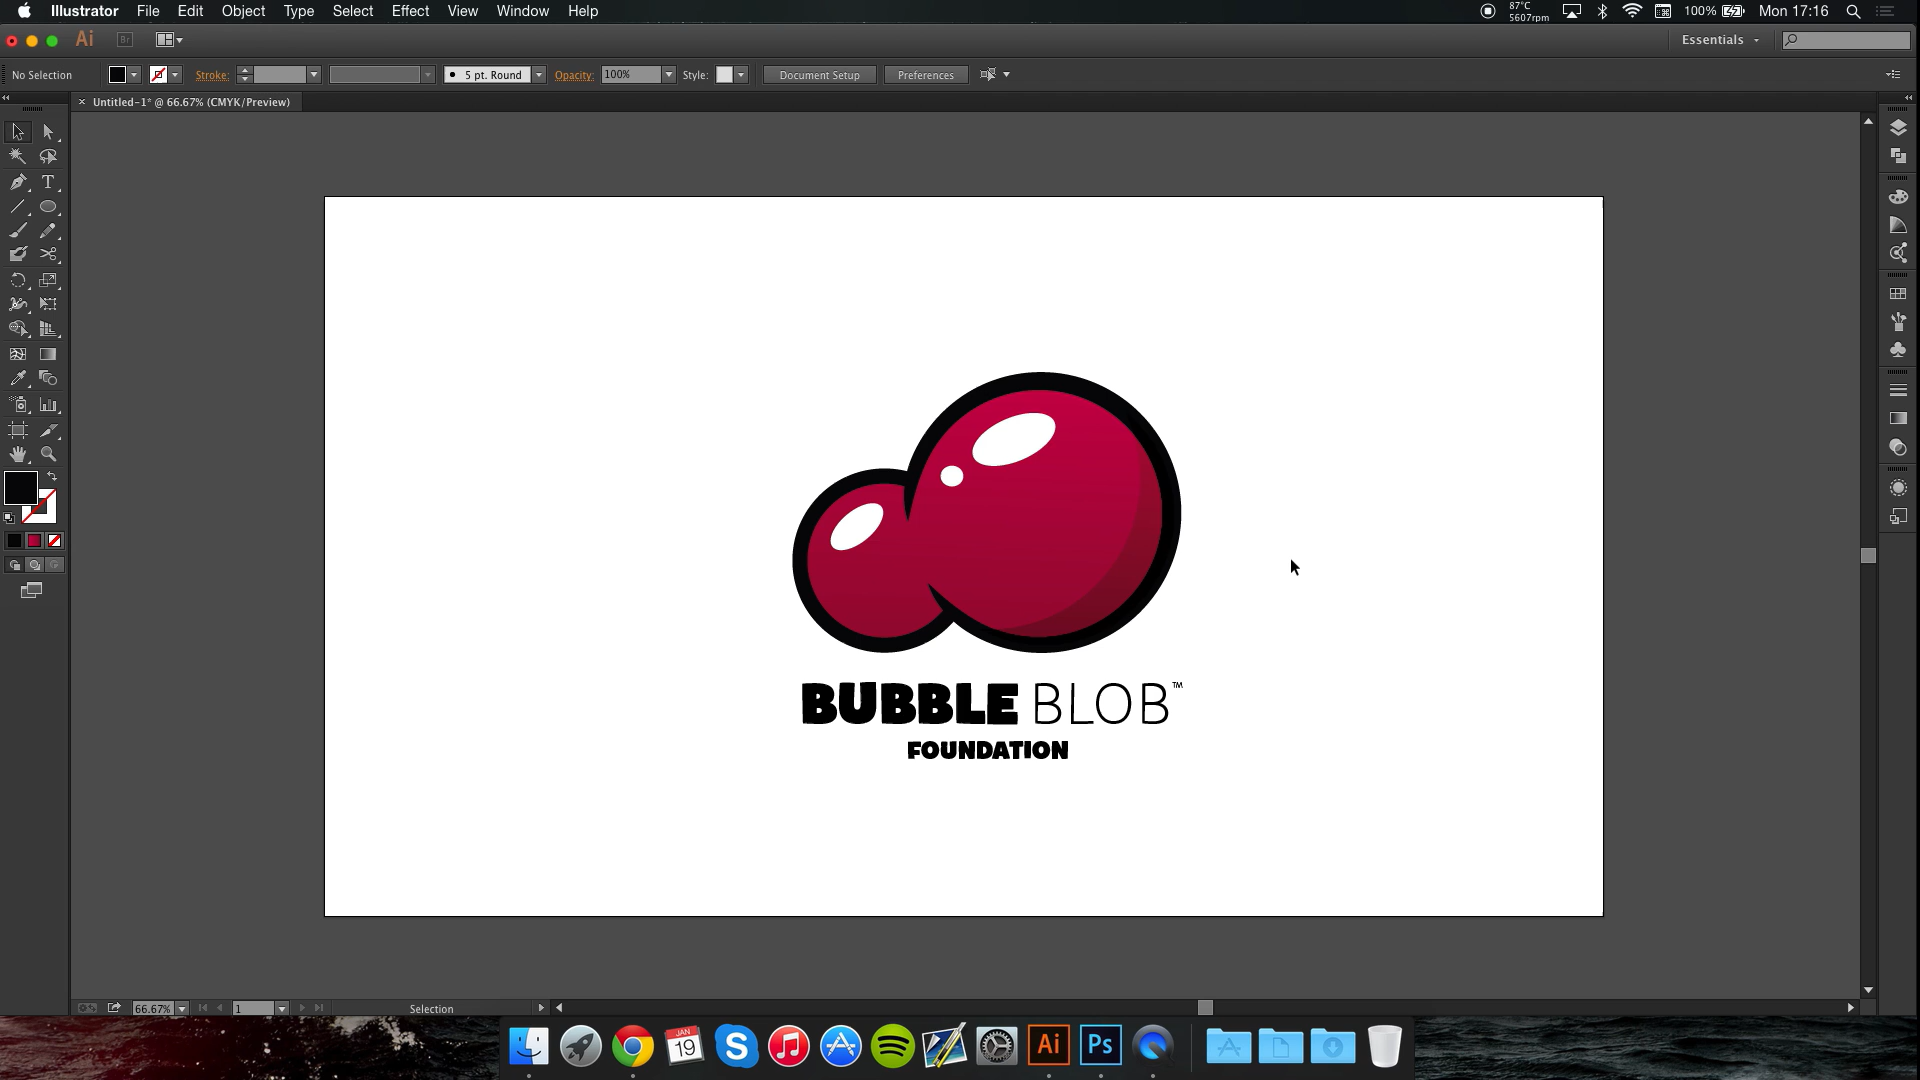 Illustrator File Edit Object Type Select Effect View Window Help
87°C
5607rpm
100%
Mon 17:16
Ai
Br
Essentials
No Selection
Stroke:
5 pt. Round
Opacity:
100%
Style:
Document Setup
Preferences
Untitled-1* @ 66.67% (CMYK/Preview)
T
BUBBLE BLOB™
FOUNDATION
66.67%
1
Selection
JAN
19
S
Ai
Ps